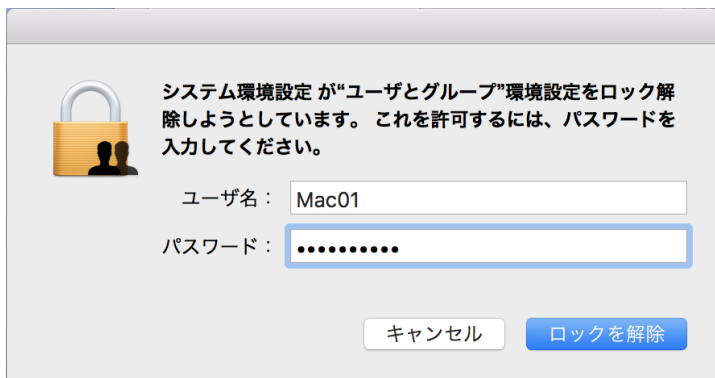 システム環境設定 が“ユーザとグループ”環境設定をロック解
除しようとしています。 これを許可するには、パスワードを
入力してください。
ユーザ名： Mac01
パスワード： ••••••••••
キャンセル ロックを解除